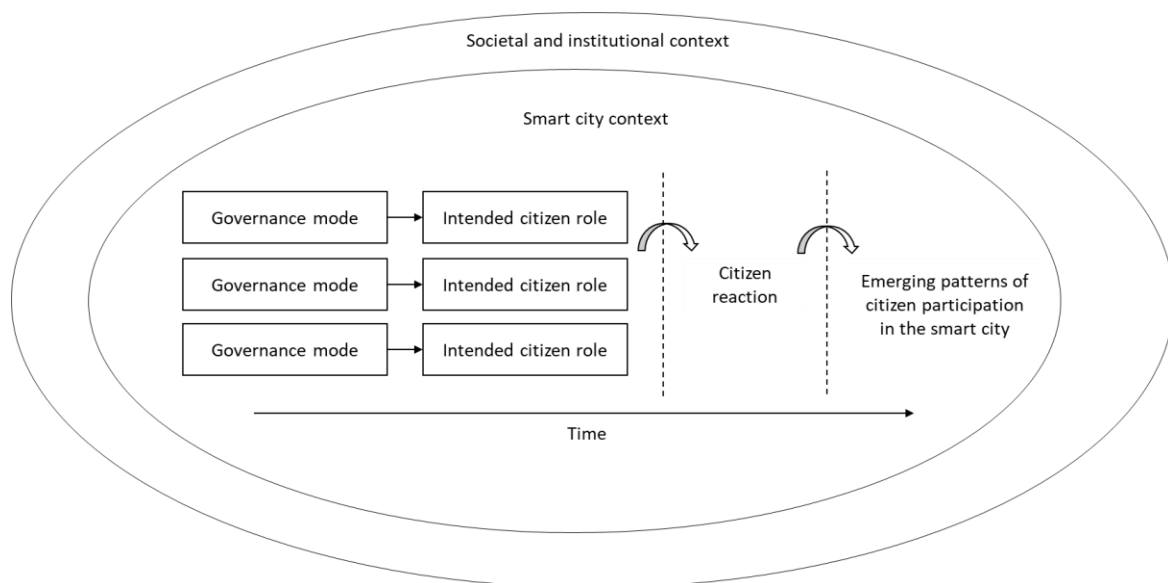 Societal and institutional context
Smart city context
Governance mode
Intended citizen role
Governance mode
Intended citizen role
Governance mode
Intended citizen role
Citizen
reaction
Emerging patterns of
citizen participation
in the smart city
Time